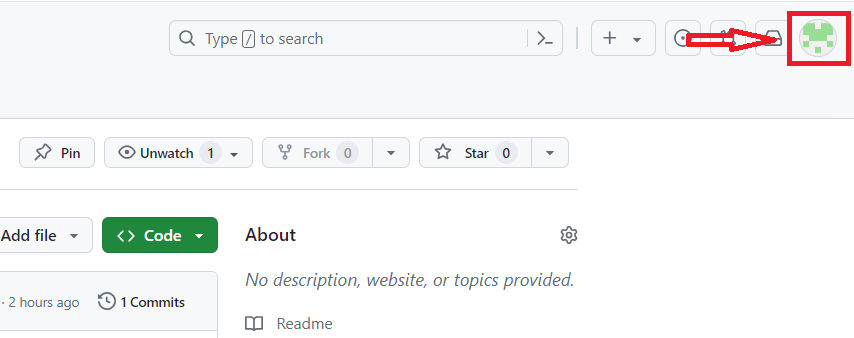 Type / to search
Pin
Unwatch 1
Fork 0
Star 0
Add file
Code
About
No description, website, or topics provided.
· 2 hours ago
1 Commits
Readme